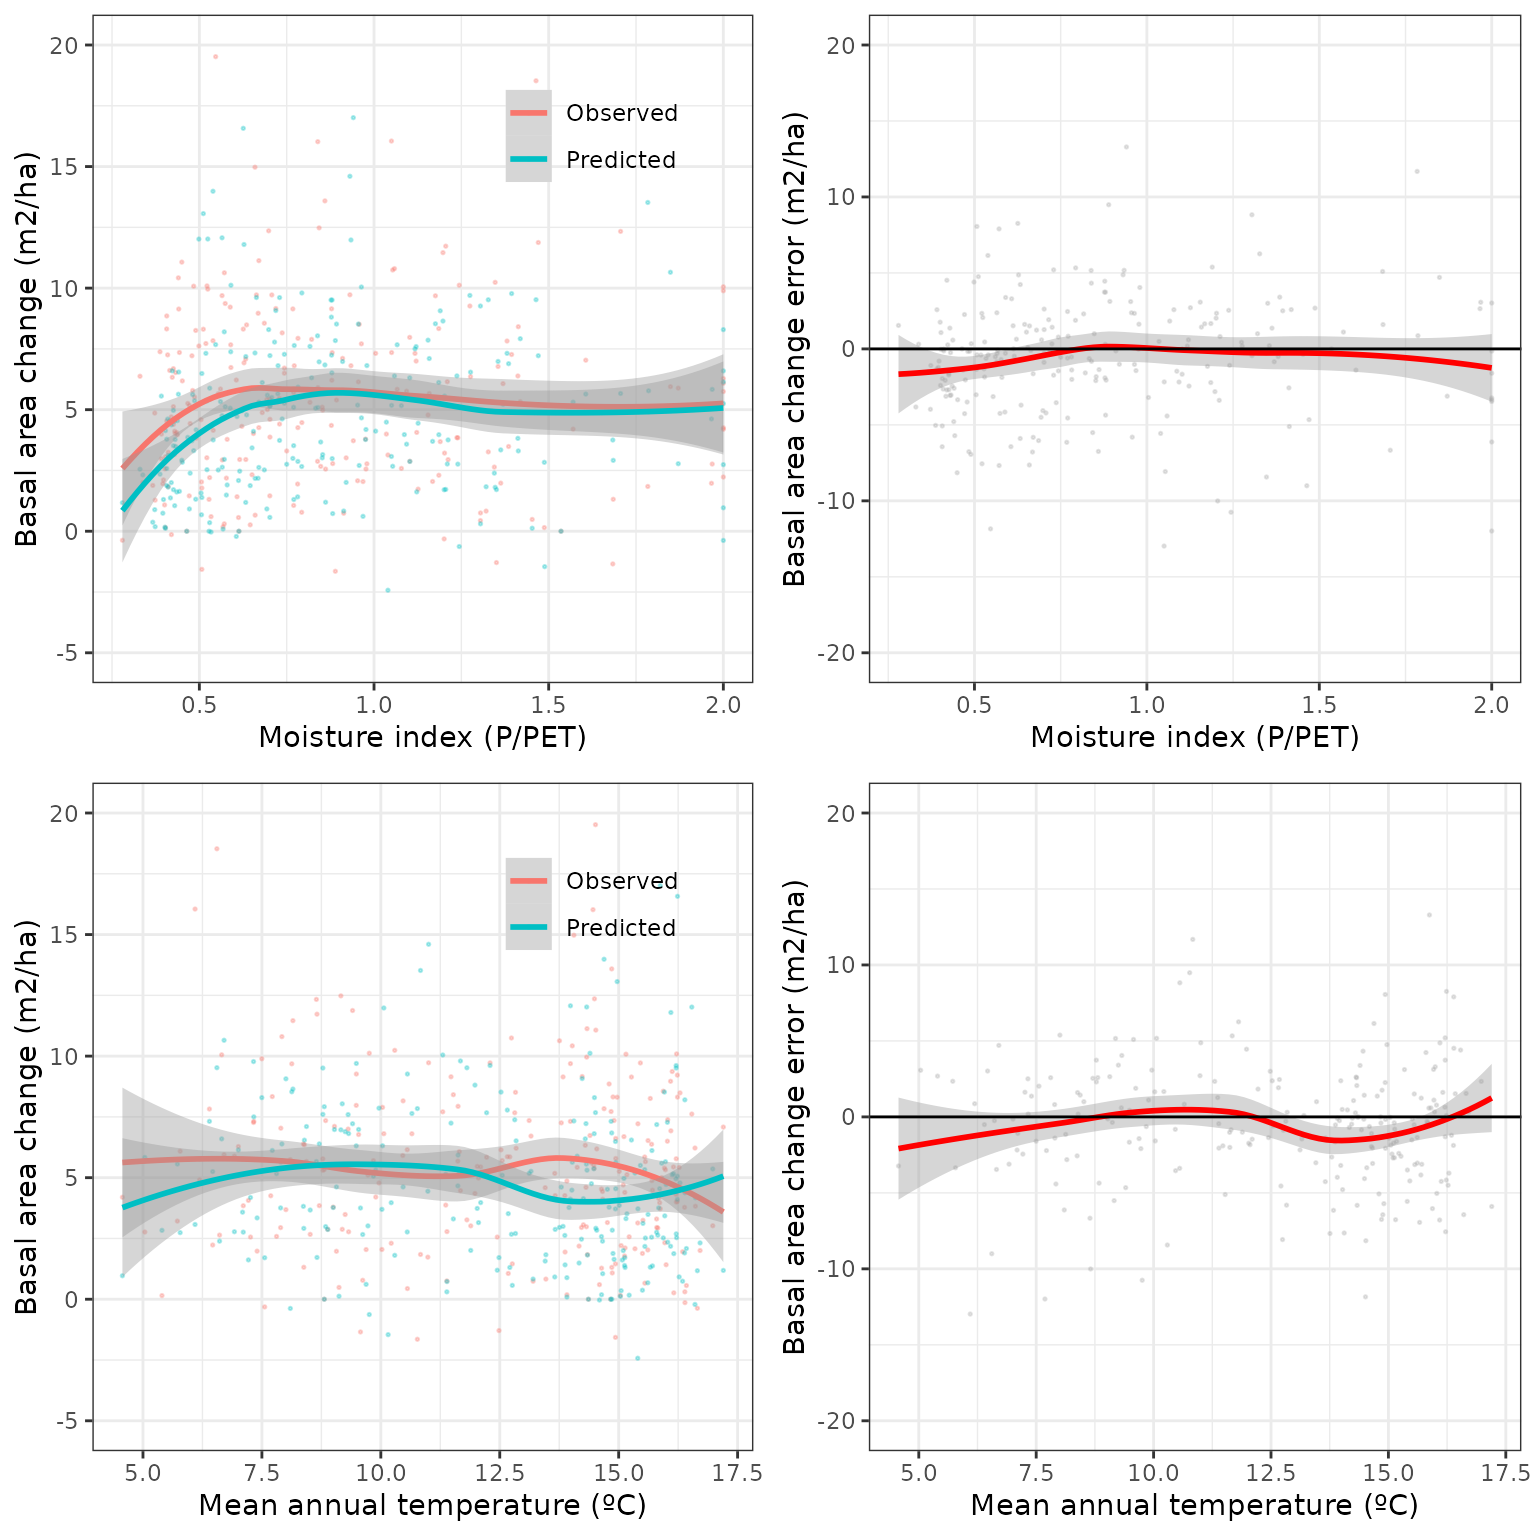 20
15
10
5
0
-5
Basal area change (m2/ha)
Observed
Predicted
0.5 1.0 1.5 2.0
Moisture index (P/PET)
20
10
0
-10
-20
Basal area change error (m2/ha)
0.5 1.0 1.5 2.0
Moisture index (P/PET)
20
15
10
5
0
-5
Basal area change (m2/ha)
Observed
Predicted
5.0 7.5 10.0 12.5 15.0 17.5
Mean annual temperature (ºC)
20
10
0
-10
-20
Basal area change error (m2/ha)
5.0 7.5 10.0 12.5 15.0 17.5
Mean annual temperature (ºC)